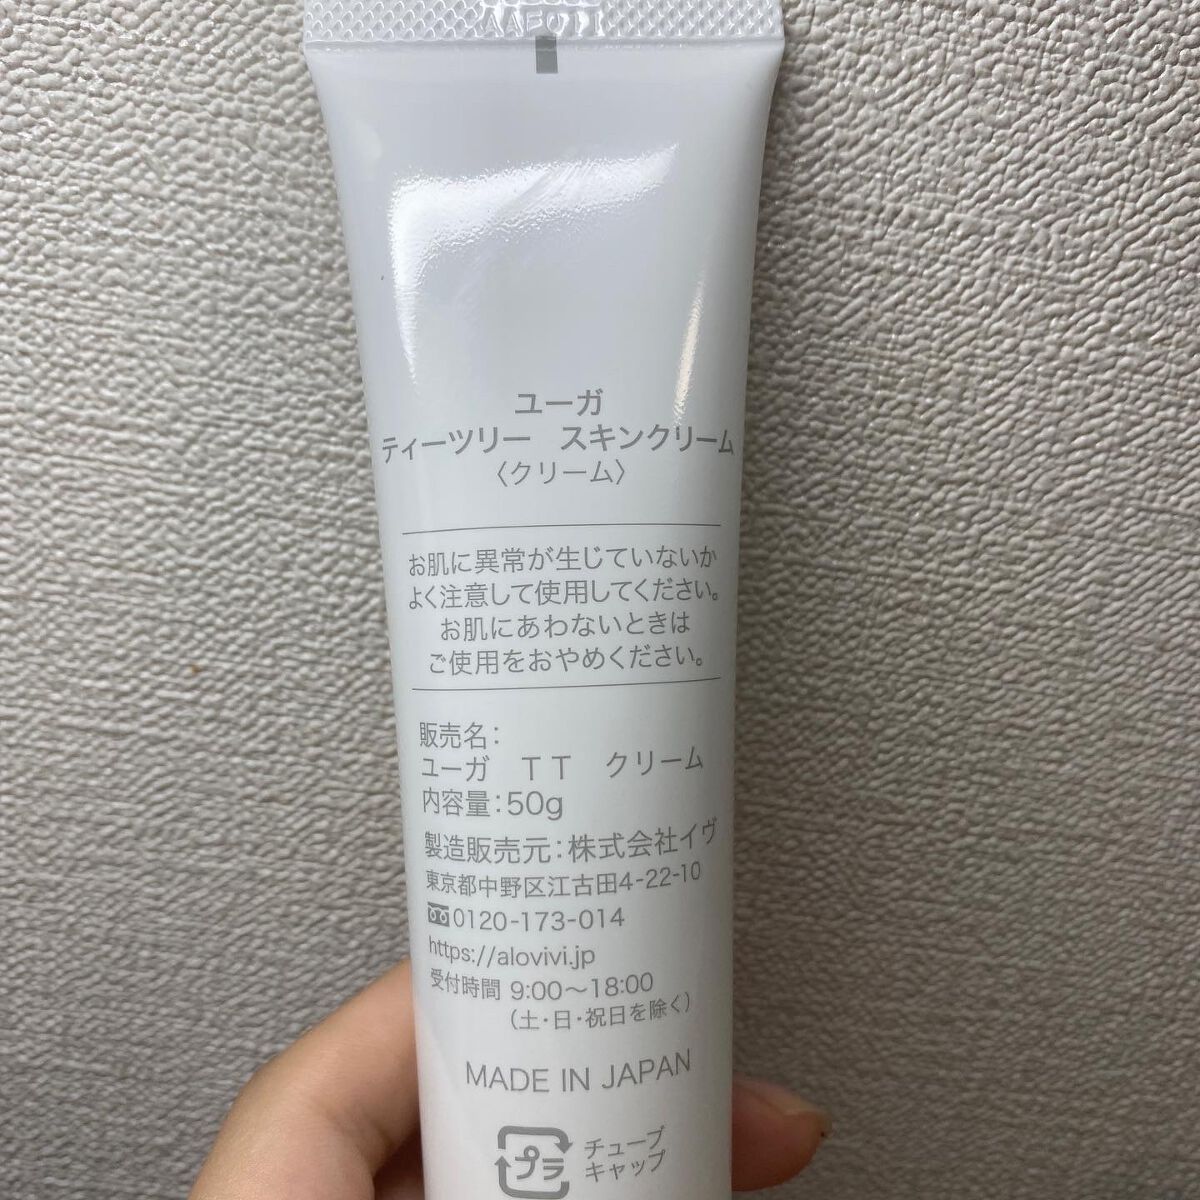 ユーガ
ティーツリー　スキンクリーム
〈クリーム〉
お肌に異常が生じていないか
よく注意して使用してください。
お肌にあわないときは
ご使用をおやめください。
販売名：
ユーガ　ＴＴ　クリーム
内容量：50g
製造販売元：株式会社イヴ
東京都中野区江古田4-22-10
0120-173-014
https://alovivi.jp
受付時間 9:00〜18:00
（土・日・祝日を除く）
MADE IN JAPAN
プラ
チューブ
キャップ